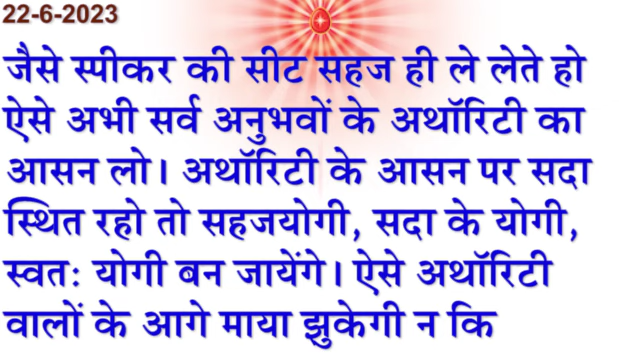 22-6-2023
जैसे स्पीकर की सीट सहज ही ले लेते हो
ऐसे अभी सर्व अनुभवों के अथॉरिटी का
आसन लो। अथॉरिटी के आसन पर सदा
स्थित रहो तो सहजयोगी, सदा के योगी,
स्वत: योगी बन जायेंगे। ऐसे अथॉरिटी
वालों के आगे माया झुकेगी न कि